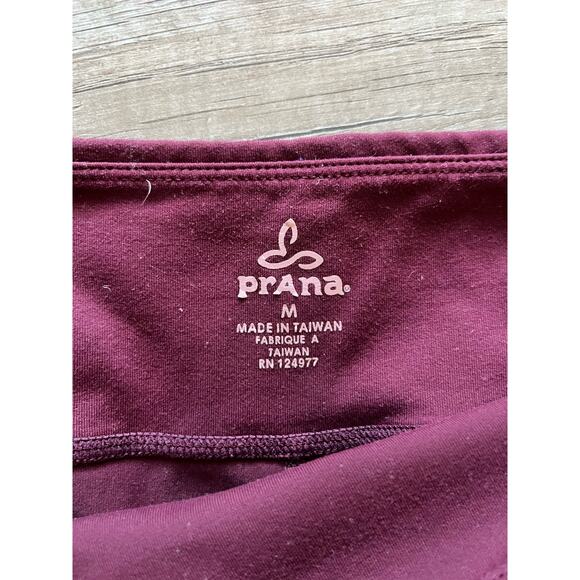 prAna®
M
MADE IN TAIWAN
FABRIQUE A
TAIWAN
RN 124977